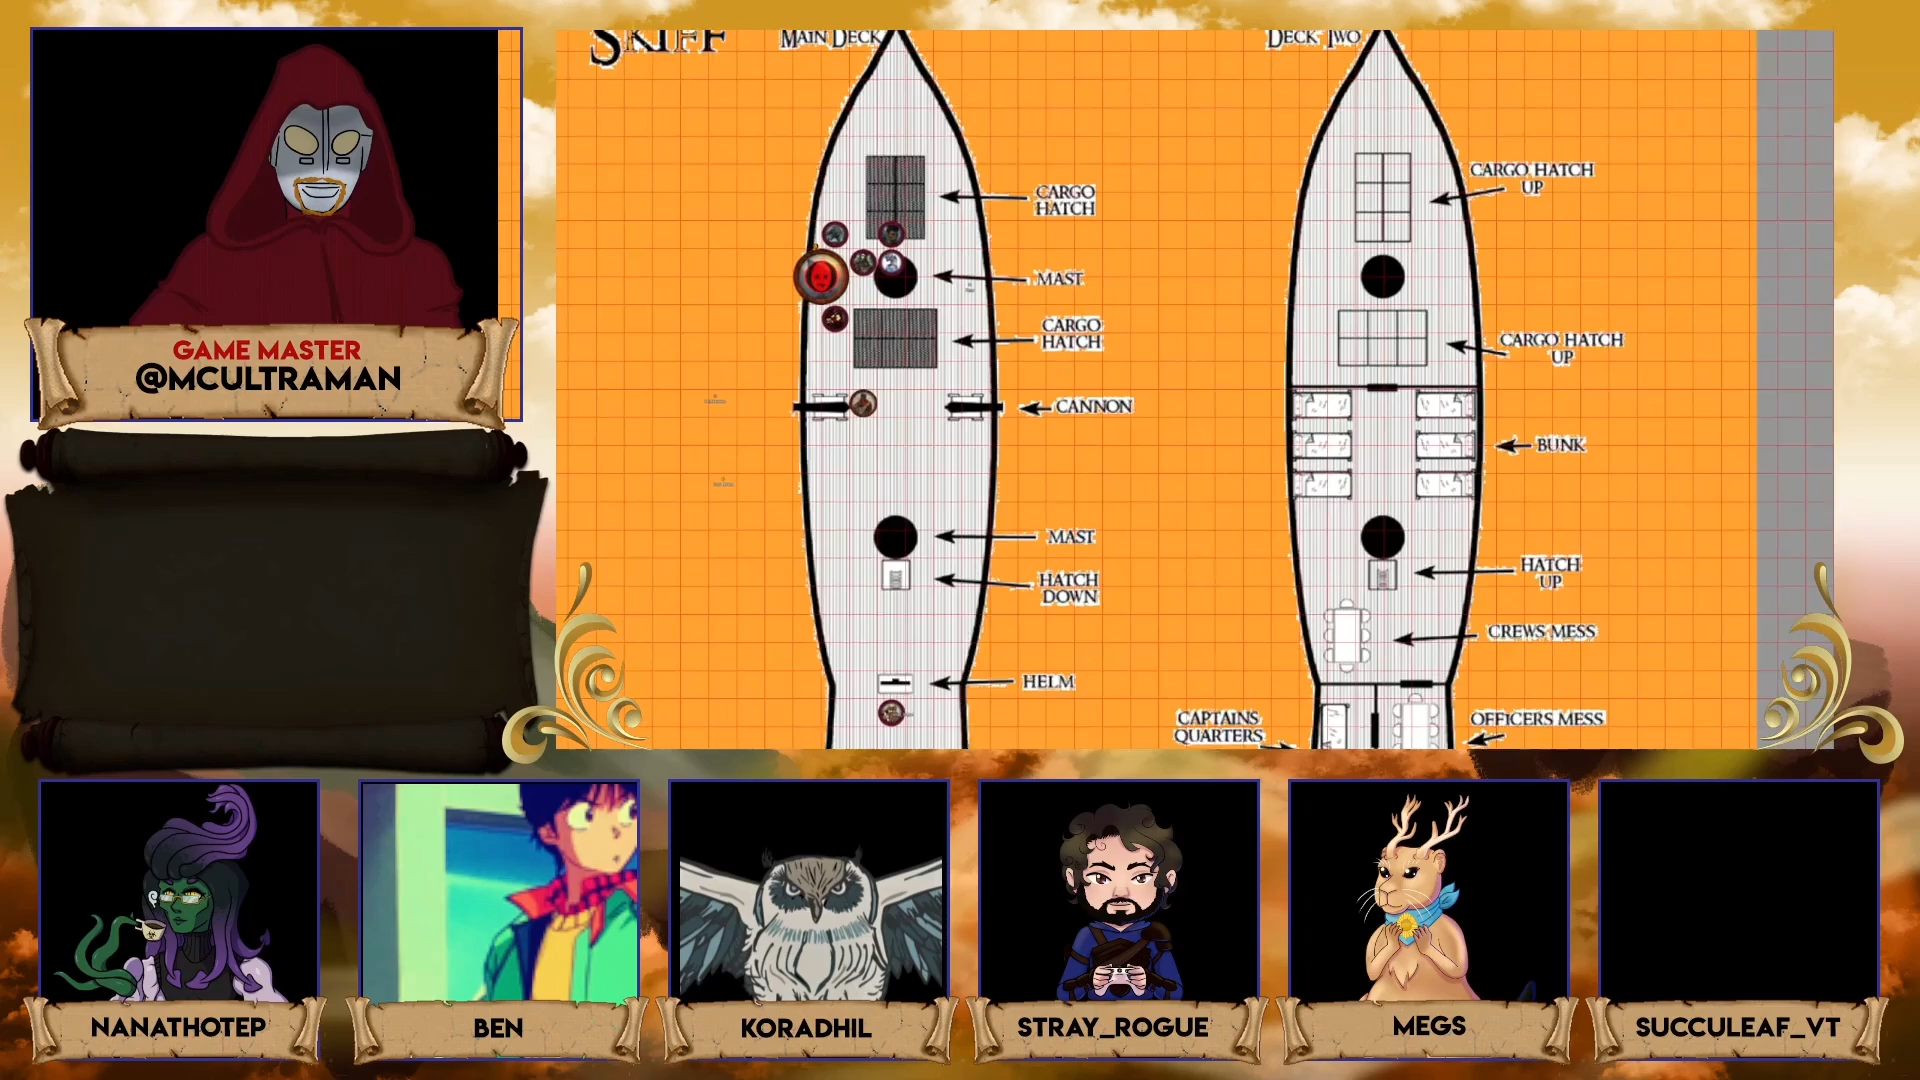 SKIFF
MAIN DECK
DECK TWO
CARGO
HATCH
MAST
CARGO
HATCH
CANNON
MAST
HATCH
DOWN
HELM
CARGO HATCH
UP
CARGO HATCH
UP
BUNK
HATCH
UP
CREWS MESS
CAPTAINS
QUARTERS
OFFICERS MESS
GAME MASTER
@MCULTRAMAN
NANATHOTEP
BEN
KORADHIL
STRAY_ROGUE
MEGS
SUCCULEAF_VT